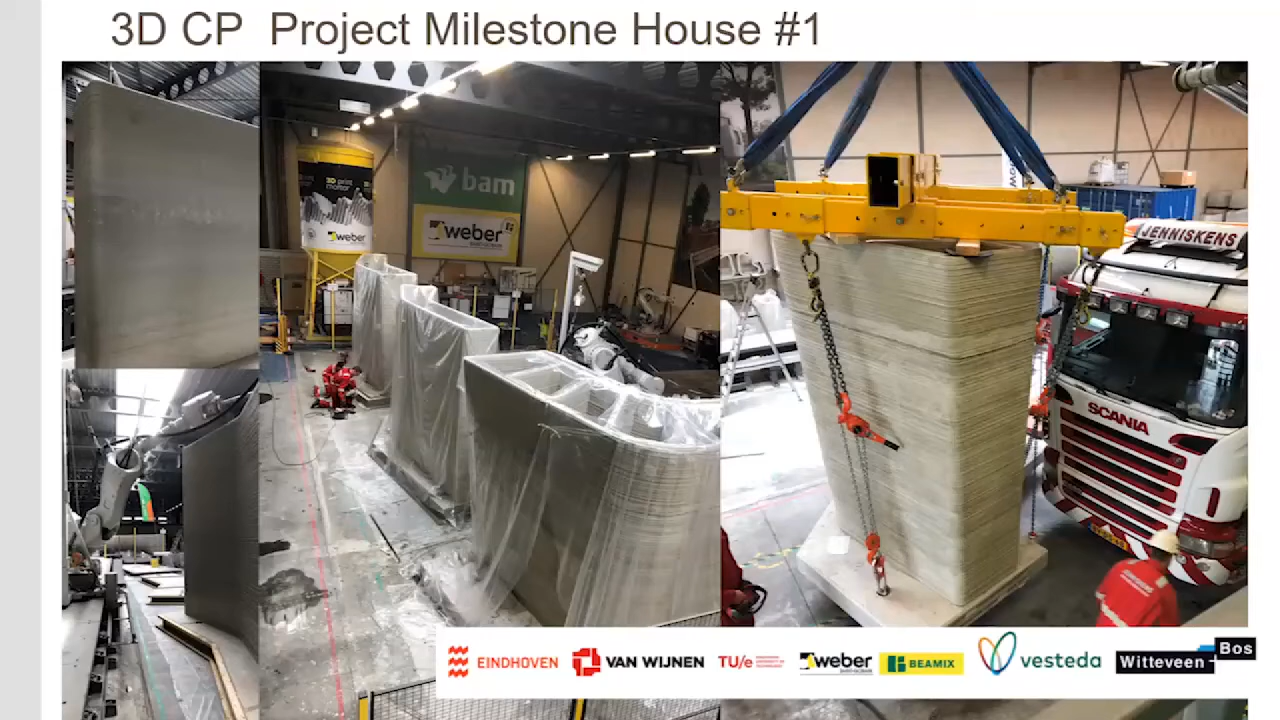 3D CP Project Milestone House #1
bam
3D print
mortar
weber
weber
JENNISKENS
SCANIA
EINDHOVEN
VAN WIJNEN
TU/e
weber
BEAMIX
vesteda
Witteveen
Bos